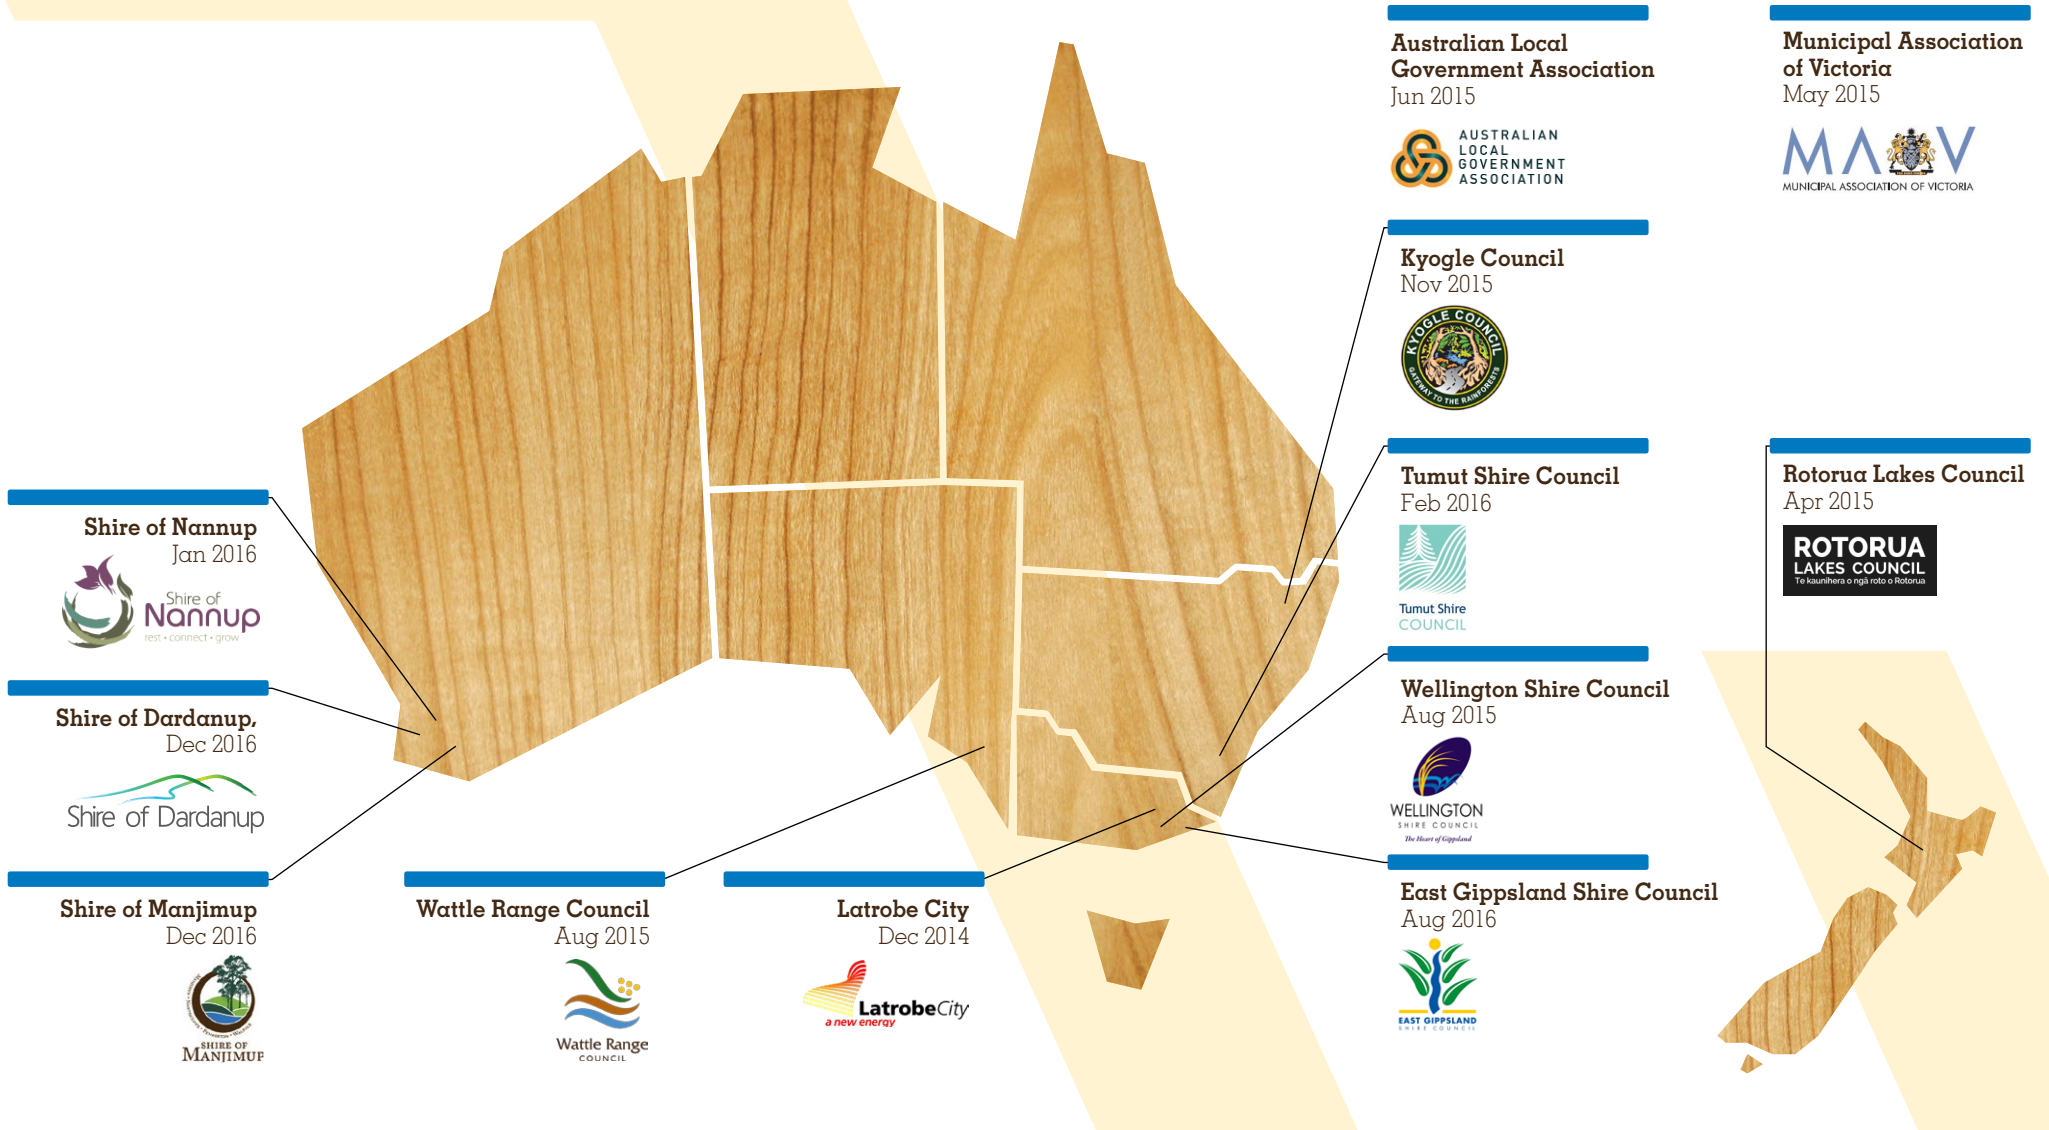 Australian Local
Government Association
Jun 2015
AUSTRALIAN
LOCAL
GOVERNMENT
ASSOCIATION
Municipal Association
of Victoria
May 2015
MAV
MUNICIPAL ASSOCIATION OF VICTORIA
Kyogle Council
Nov 2015
KYOGLE COUNCIL
GATEWAY TO THE RAINFORESTS
Tumut Shire Council
Feb 2016
Tumut Shire
COUNCIL
Rotorua Lakes Council
Apr 2015
ROTORUA
LAKES COUNCIL
Te kaunihera o ngā roto o Rotorua
Shire of Nannup
Jan 2016
Shire of
Nannup
rest • connect • grow
Shire of Dardanup,
Dec 2016
Shire of Dardanup
Wellington Shire Council
Aug 2015
WELLINGTON
SHIRE COUNCIL
The Heart of Gippsland
Shire of Manjimup
Dec 2016
SHIRE OF
MANJIMUP
Wattle Range Council
Aug 2015
Wattle Range
COUNCIL
Latrobe City
Dec 2014
LatrobeCity
a new energy
East Gippsland Shire Council
Aug 2016
EAST GIPPSLAND
SHIRE COUNCIL